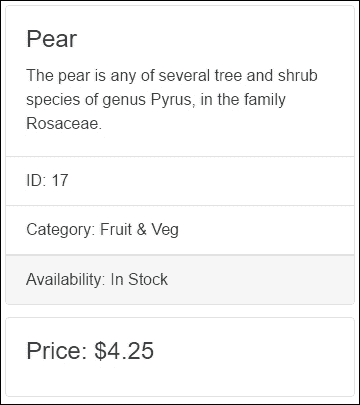 Pear
The pear is any of several tree and shrub
species of genus Pyrus, in the family
Rosaceae.
ID: 17
Category: Fruit & Veg
Availability: In Stock
Price: $4.25